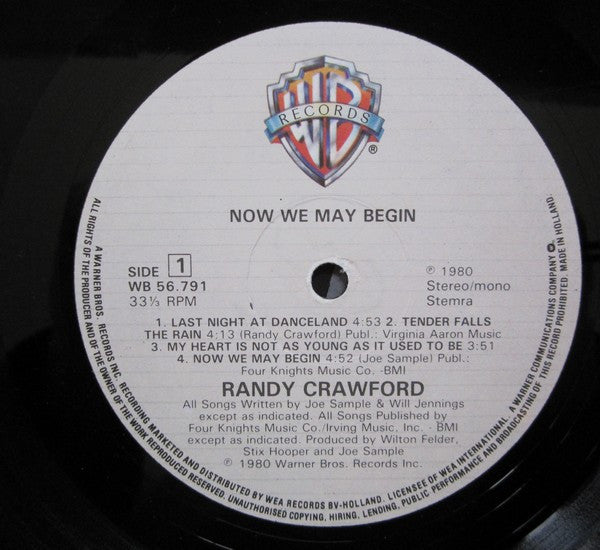 WB
RECORDS
®
NOW WE MAY BEGIN
SIDE 1
WB 56.791
33⅓ RPM
℗ 1980
Stereo/mono
Stemra
1. LAST NIGHT AT DANCELAND 4:53 2. TENDER FALLS
THE RAIN 4:13 (Randy Crawford) Publ.: Virginia Aaron Music
3. MY HEART IS NOT AS YOUNG AS IT USED TO BE 3:51
4. NOW WE MAY BEGIN 4:52 (Joe Sample) Publ.:
Four Knights Music Co. -BMI
RANDY CRAWFORD
All Songs Written by Joe Sample & Will Jennings
except as indicated. All Songs Published by
Four Knights Music Co./Irving Music, Inc. - BMI
except as indicated. Produced by Wilton Felder,
Stix Hooper and Joe Sample
℗ 1980 Warner Bros. Records Inc.
A WARNER BROS. RECORDS INC. RECORDING MARKETED AND DISTRIBUTED BY WEA RECORDS BV-HOLLAND. LICENSEE OF WEA INTERNATIONAL. A WARNER COMMUNICATIONS COMPANY
ALL RIGHTS OF THE PRODUCER AND OF THE OWNER OF THE WORK REPRODUCED RESERVED. UNAUTHORISED COPYING, HIRING, LENDING, PUBLIC PERFORMANCE AND BROADCASTING OF THIS RECORD PROHIBITED. MADE IN HOLLAND.